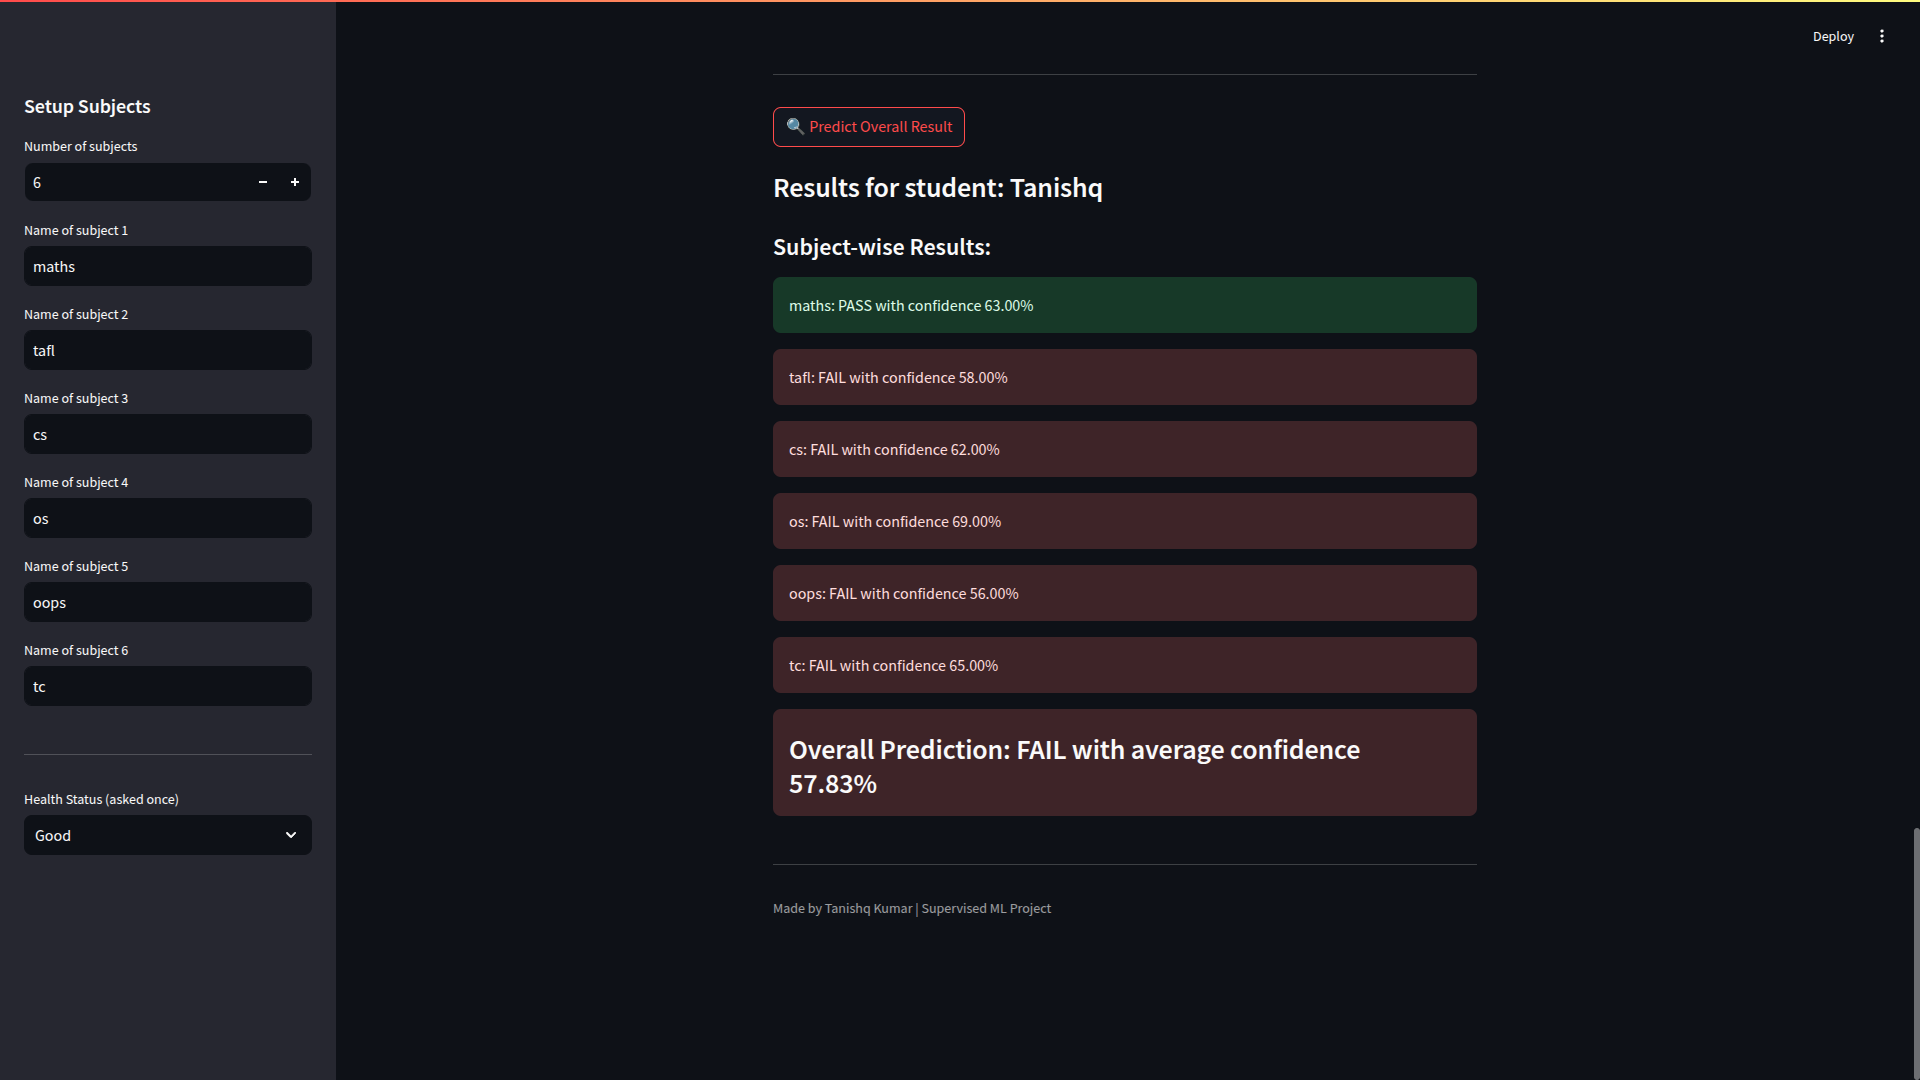 Deploy
Setup Subjects
Number of subjects
6
Name of subject 1
maths
Name of subject 2
tafl
Name of subject 3
cs
Name of subject 4
os
Name of subject 5
oops
Name of subject 6
tc
Health Status (asked once)
Good
🔍 Predict Overall Result
Results for student: Tanishq
Subject-wise Results:
maths: PASS with confidence 63.00%
tafl: FAIL with confidence 58.00%
cs: FAIL with confidence 62.00%
os: FAIL with confidence 69.00%
oops: FAIL with confidence 56.00%
tc: FAIL with confidence 65.00%
Overall Prediction: FAIL with average confidence
57.83%
Made by Tanishq Kumar | Supervised ML Project